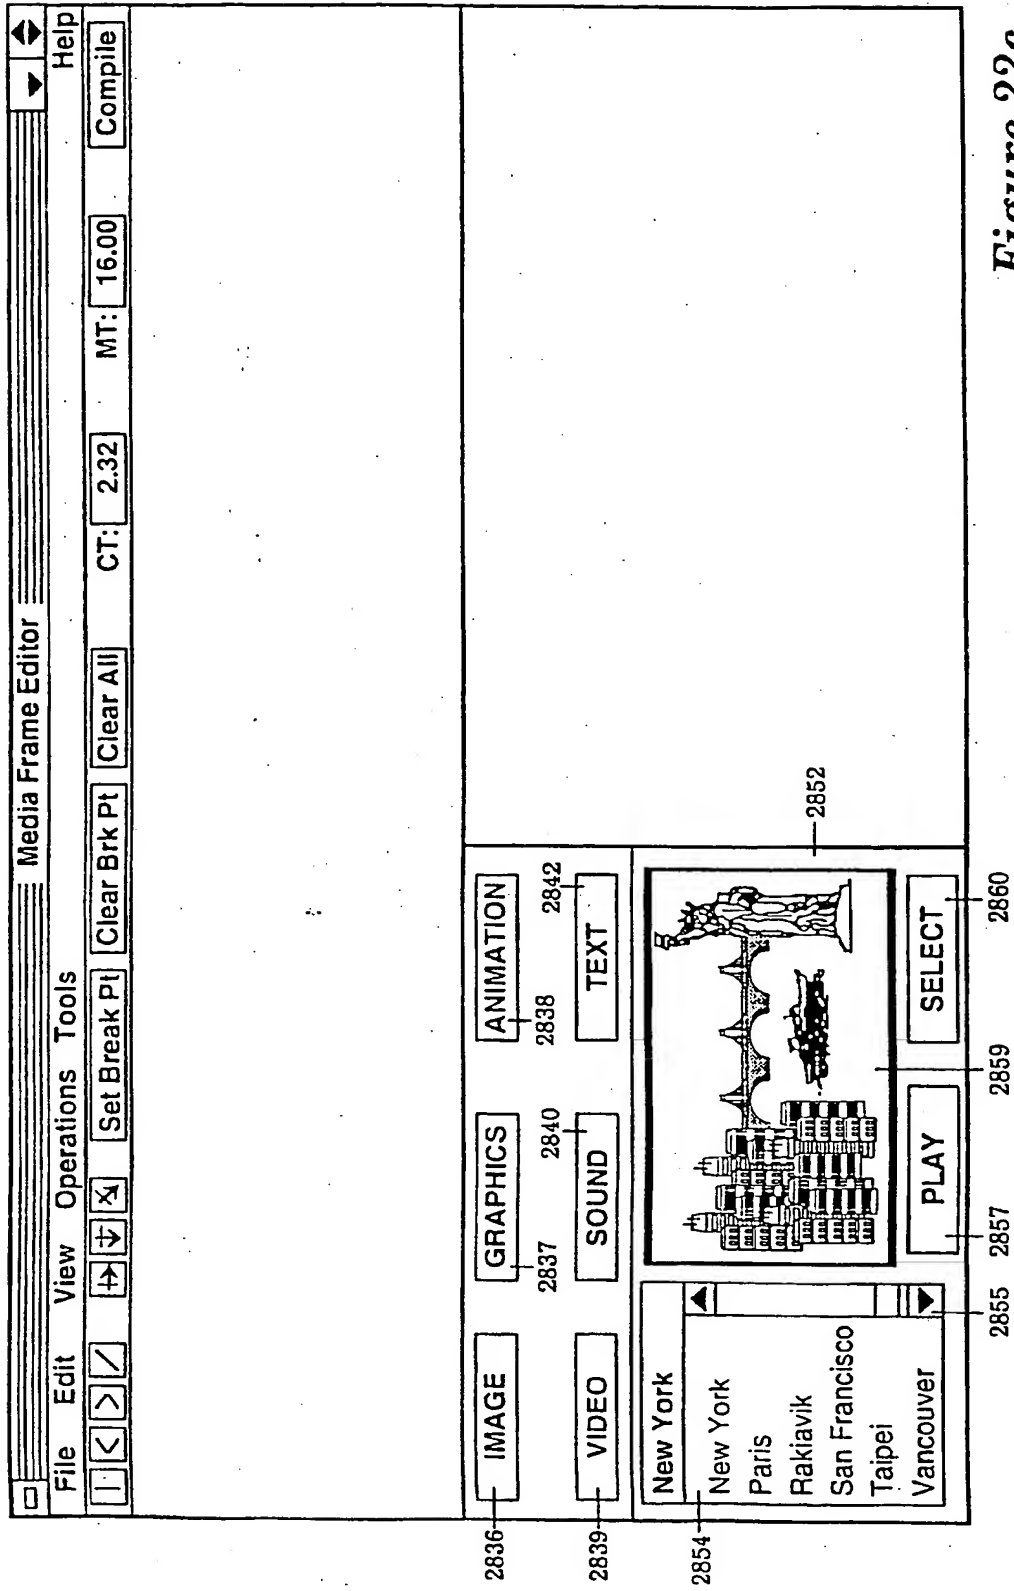 Media Frame Editor
File Edit View Operations Tools Help
Set Break Pt Clear Brk Pt Clear All CT: 2.32 MT: 16.00 Compile
2836 IMAGE GRAPHICS ANIMATION
2837 2838
2840 2842
2839 VIDEO SOUND TEXT
New York
2854 New York
Paris
Rakiavik
San Francisco
Taipei
Vancouver
2852
PLAY SELECT
2855 2857 2859 2860
Figure